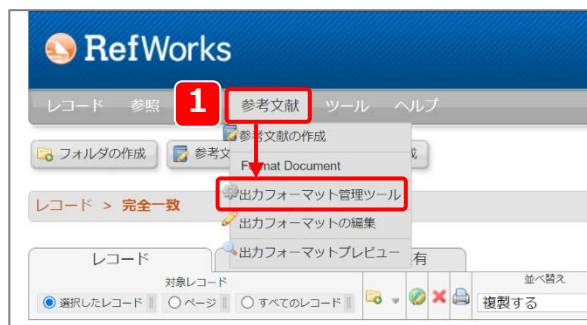 RefWorks
レコード 参照 1 参考文献 ツール ヘルプ
参考文献の作成
フォルダの作成 参考文
Format Document
出力フォーマット管理ツール
レコード > 完全一致
出力フォーマットの編集
出力フォーマットプレビュー
レコード 有
対象レコード 並べ替え
選択したレコード ページ すべてのレコード 複製する